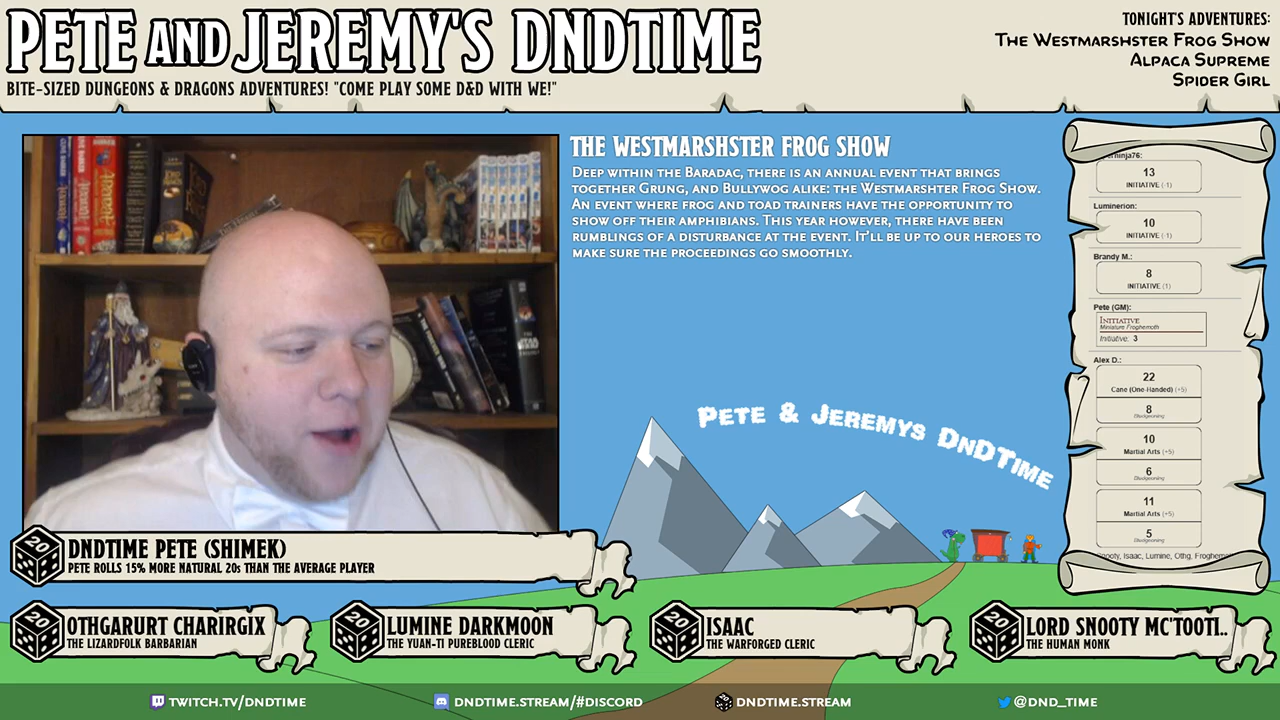 PETE AND JEREMY'S DNDTIME
BITE-SIZED DUNGEONS & DRAGONS ADVENTURES! "COME PLAY SOME D&D WITH WE!"
TONIGHT'S ADVENTURES:
The Westmarshster Frog Show
Alpaca Supreme
Spider Girl
THE WESTMARSHSTER FROG SHOW
Deep within the Baradac, there is an annual event that brings
together Grung, and Bullywog alike: the Westmarshter Frog Show.
An event where frog and toad trainers have the opportunity to
show off their amphibians. This year however, there have been
rumblings of a disturbance at the event. It'll be up to our heroes to
make sure the proceedings go smoothly.
13
INITIATIVE (-1)
Luminerion:
10
INITIATIVE (-1)
Brandy M.:
8
INITIATIVE (1)
Pete (GM):
INITIATIVE
Miniature Froghemoth
Initiative: 3
Alex D.:
22
Cane (One-Handed) (+5)
8
Bludgeoning
10
Martial Arts (+5)
6
Bludgeoning
11
Martial Arts (+5)
5
Bludgeoning
Isaac, Lumine, Othg,
Pete & Jeremys DnDTime
DNDTIME PETE (SHIMEK)
PETE ROLLS 15% MORE NATURAL 20s THAN THE AVERAGE PLAYER
OTHGARURT CHARIRGIX
THE LIZARDFOLK BARBARIAN
LUMINE DARKMOON
THE YUAN-TI PUREBLOOD CLERIC
ISAAC
THE WARFORGED CLERIC
LORD SNOOTY MC'TOOTI..
THE HUMAN MONK
TWITCH.TV/DNDTIME
DNDTIME.STREAM/#DISCORD
DNDTIME.STREAM
@DND_TIME